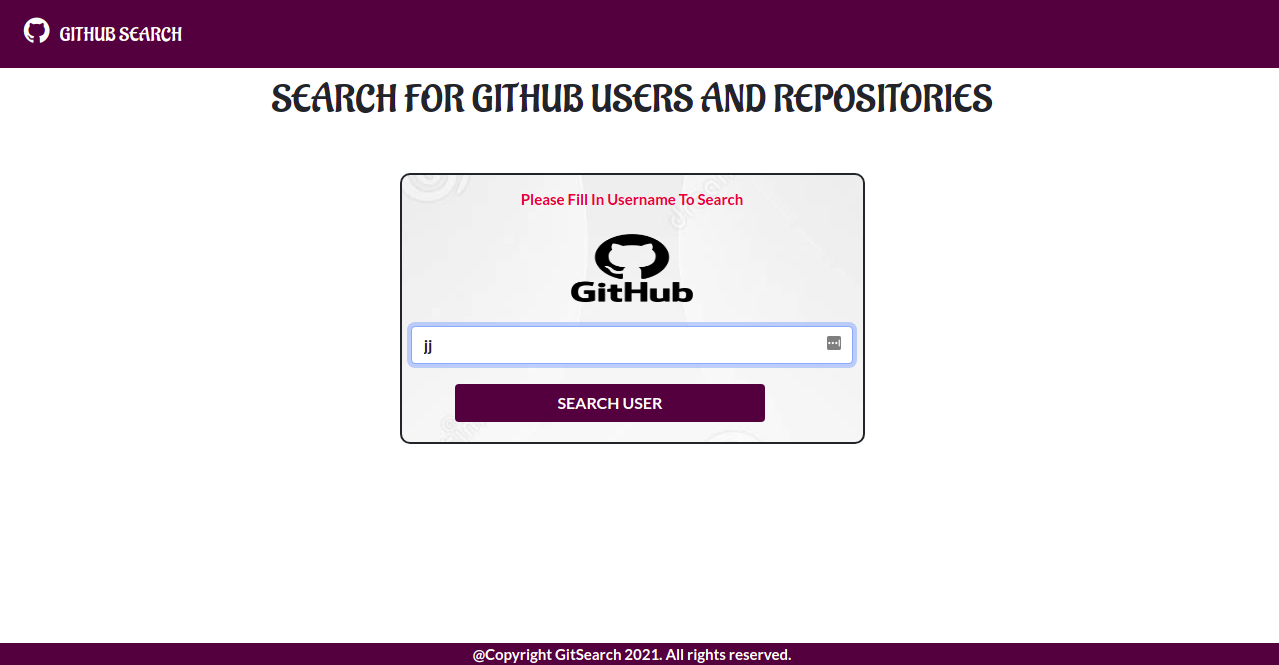 GITHUB SEARCH
SEARCH FOR GITHUB USERS AND REPOSITORIES
Please Fill In Username To Search
GitHub
jj
SEARCH USER
@Copyright GitSearch 2021. All rights reserved.